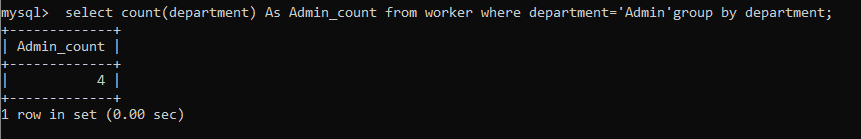 mysql>  select count(department) As Admin_count from worker where department='Admin'group by department;
+-------------+
| Admin_count |
+-------------+
|           4 |
+-------------+
1 row in set (0.00 sec)